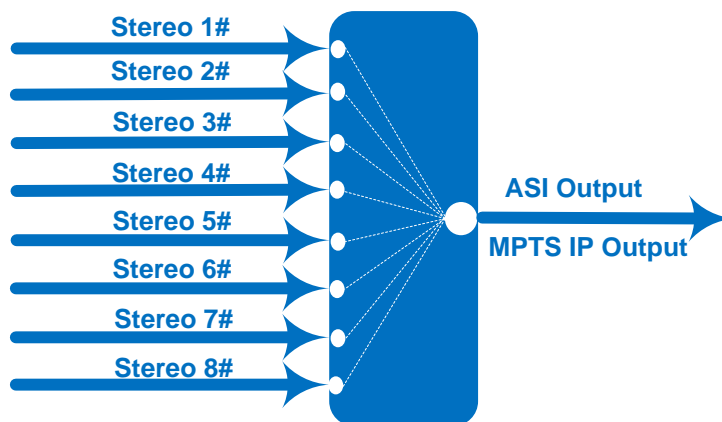 Stereo 1#
Stereo 2#
Stereo 3#
Stereo 4#
Stereo 5#
Stereo 6#
Stereo 7#
Stereo 8#
ASI Output
MPTS IP Output